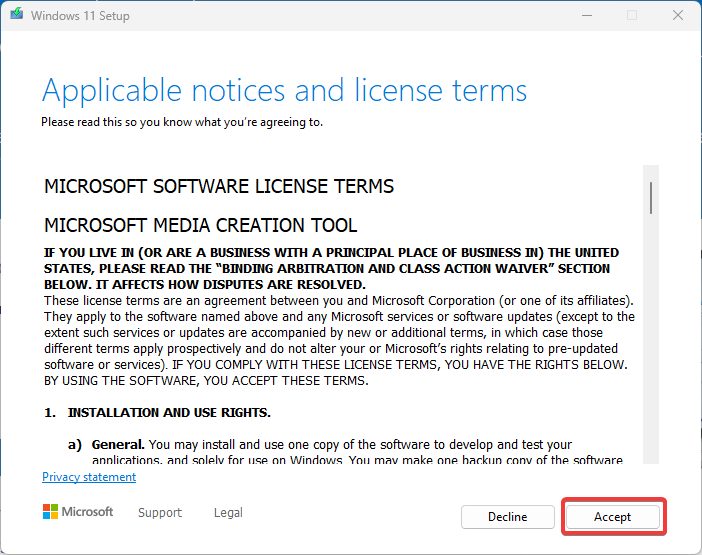 Windows 11 Setup
Applicable notices and license terms
Please read this so you know what you're agreeing to.
MICROSOFT SOFTWARE LICENSE TERMS
MICROSOFT MEDIA CREATION TOOL
IF YOU LIVE IN (OR ARE A BUSINESS WITH A PRINCIPAL PLACE OF BUSINESS IN) THE UNITED
STATES, PLEASE READ THE “BINDING ARBITRATION AND CLASS ACTION WAIVER” SECTION
BELOW. IT AFFECTS HOW DISPUTES ARE RESOLVED.
These license terms are an agreement between you and Microsoft Corporation (or one of its affiliates).
They apply to the software named above and any Microsoft services or software updates (except to the
extent such services or updates are accompanied by new or additional terms, in which case those
different terms apply prospectively and do not alter your or Microsoft’s rights relating to pre-updated
software or services). IF YOU COMPLY WITH THESE LICENSE TERMS, YOU HAVE THE RIGHTS BELOW.
BY USING THE SOFTWARE, YOU ACCEPT THESE TERMS.
1. INSTALLATION AND USE RIGHTS.
a) General. You may install and use one copy of the software to develop and test your
applications, and solely for use on Windows. You may make one backup copy of the software
Privacy statement
Microsoft Support Legal Decline Accept